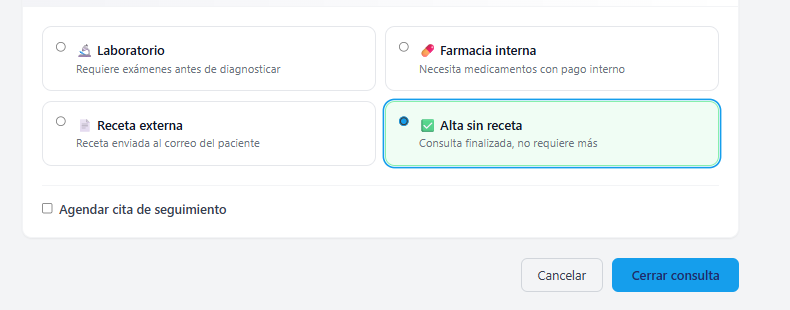 Laboratorio
Requiere exámenes antes de diagnosticar
Farmacia interna
Necesita medicamentos con pago interno
Receta externa
Receta enviada al correo del paciente
Alta sin receta
Consulta finalizada, no requiere más
Agendar cita de seguimiento
Cancelar
Cerrar consulta